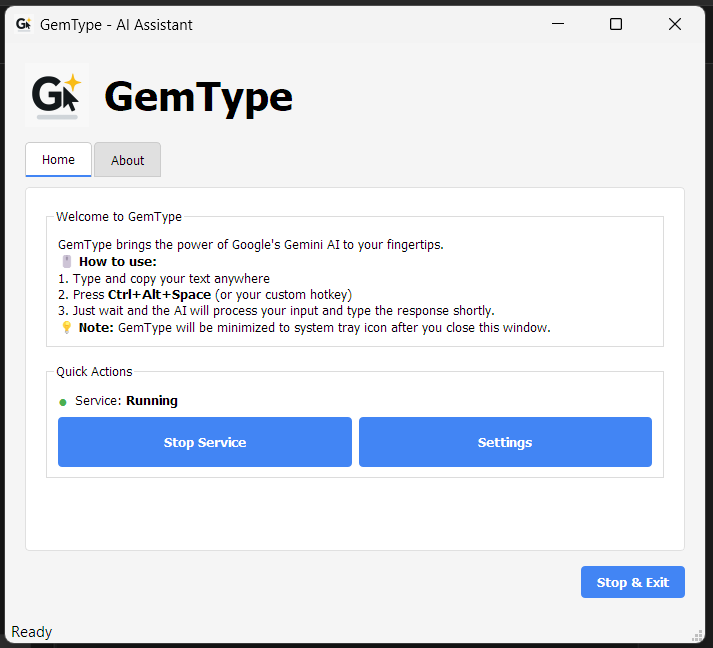 GemType - AI Assistant
GemType
Home
About
Welcome to GemType
GemType brings the power of Google's Gemini AI to your fingertips.
How to use:
1. Type and copy your text anywhere
2. Press Ctrl+Alt+Space (or your custom hotkey)
3. Just wait and the AI will process your input and type the response shortly.
Note: GemType will be minimized to system tray icon after you close this window.
Quick Actions
Service: Running
Stop Service
Settings
Stop & Exit
Ready